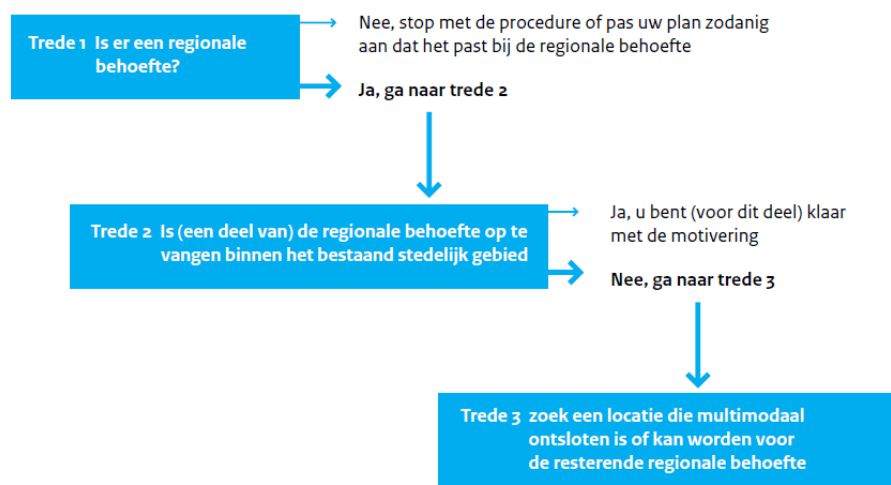 Trede 1 Is er een regionale
behoefte?
Nee, stop met de procedure of pas uw plan zodanig
aan dat het past bij de regionale behoefte
Ja, ga naar trede 2
Trede 2 Is (een deel van) de regionale behoefte op te
vangen binnen het bestaand stedelijk gebied
Ja, u bent (voor dit deel) klaar
met de motivering
Nee, ga naar trede 3
Trede 3 zoek een locatie die multimodaal
ontsloten is of kan worden voor
de resterende regionale behoefte